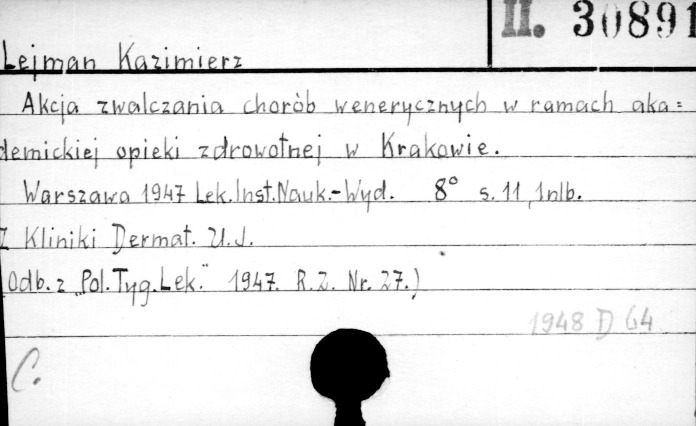 II. 30891
Lejman Kazimierz
Akcja zwalczania chorób wenerycznych w ramach aka=
demickiej opieki zdrowotnej w Krakowie.
Warszawa 1947 Lek.Inst.Nauk.-Wyd. 8° s. 11, 1nlb.
Z Kliniki Dermat. U.J.
(Odb. z „Pol.Tyg.Lek." 1947. R.2. Nr. 27.)
1948 D 64
C.